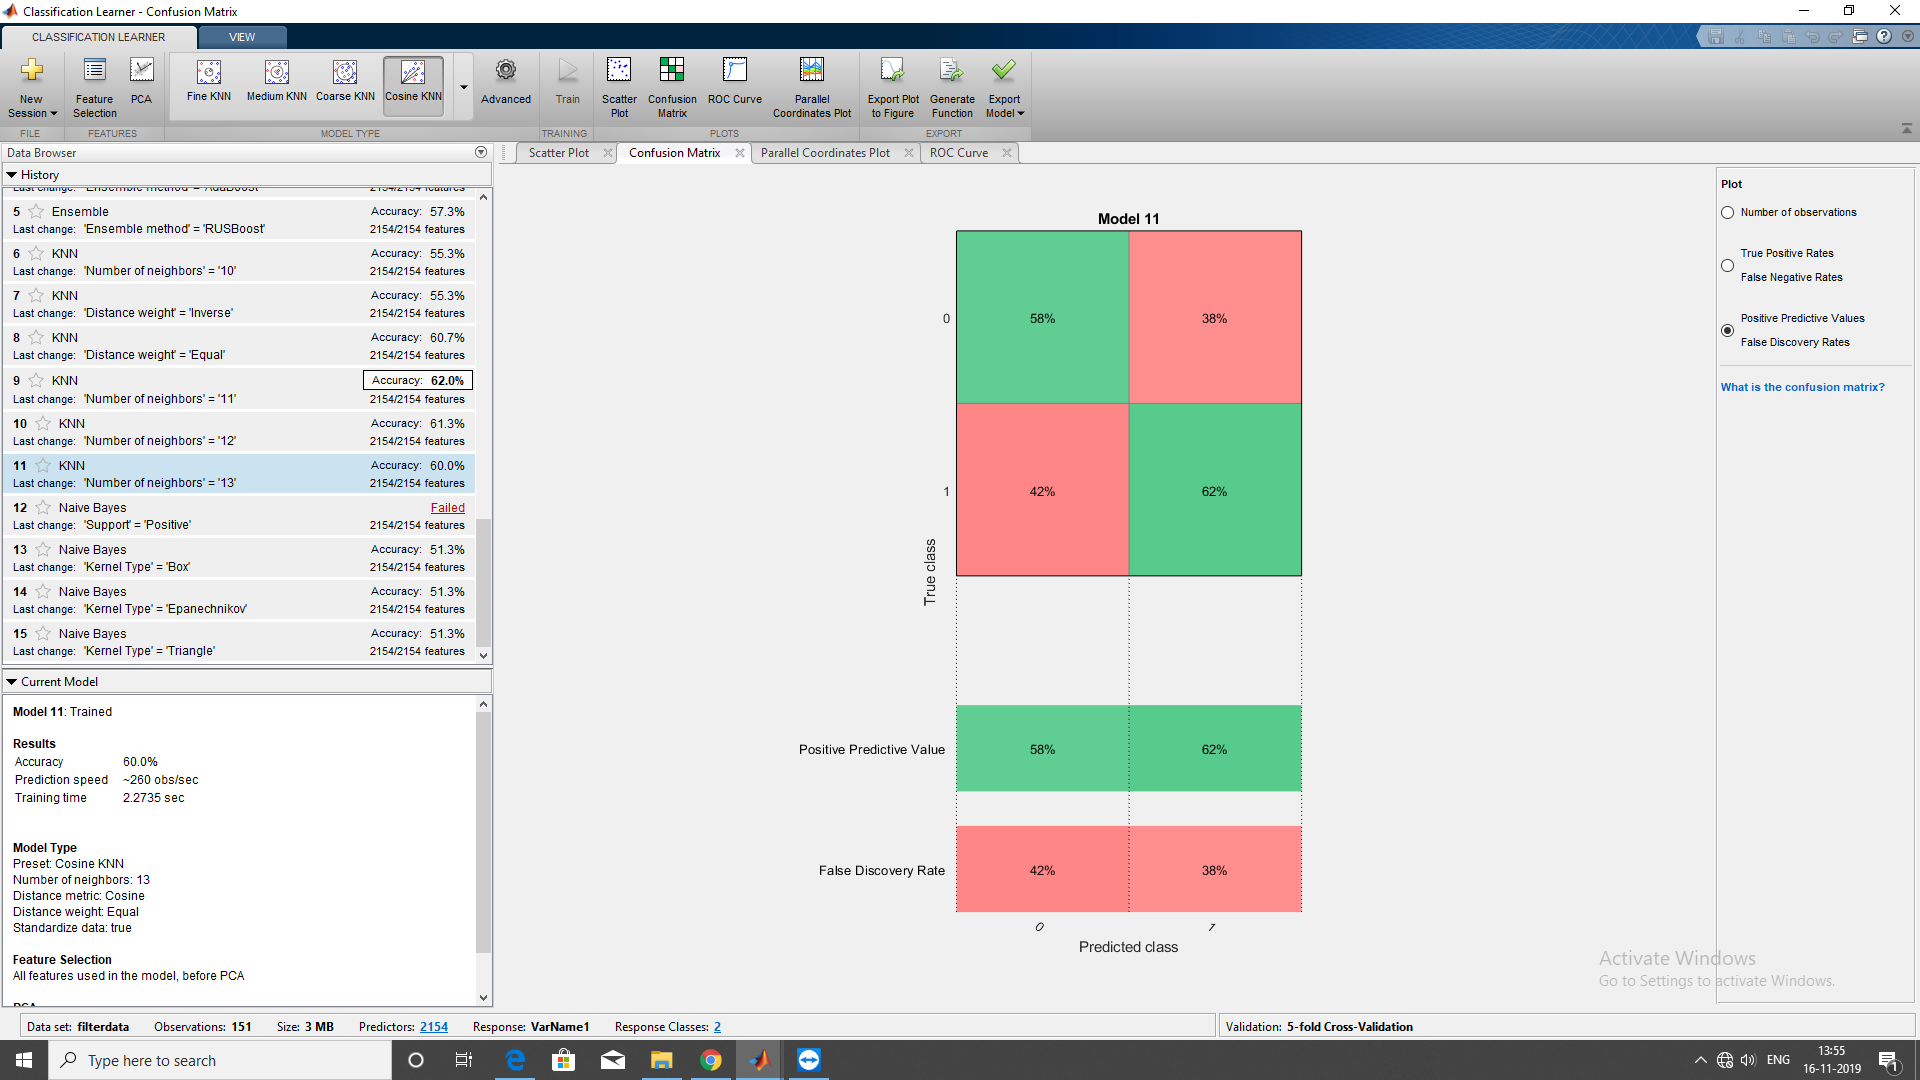 Classification Learner - Confusion Matrix
CLASSIFICATION LEARNER VIEW
New Session
Feature Selection
PCA
Fine KNN
Medium KNN
Coarse KNN
Cosine KNN
Advanced
Train
Scatter Plot
Confusion Matrix
ROC Curve
Parallel Coordinates Plot
Export Plot to Figure
Generate Function
Export Model
FILE FEATURES MODEL TYPE TRAINING PLOTS EXPORT
Data Browser
Scatter Plot Confusion Matrix Parallel Coordinates Plot ROC Curve
History
Last change: 'Ensemble method' = 'AdaBoost' 2154/2154 features
5 Ensemble Accuracy: 57.3%
Last change: 'Ensemble method' = 'RUSBoost' 2154/2154 features
6 KNN Accuracy: 55.3%
Last change: 'Number of neighbors' = '10' 2154/2154 features
7 KNN Accuracy: 55.3%
Last change: 'Distance weight' = 'Inverse' 2154/2154 features
8 KNN Accuracy: 60.7%
Last change: 'Distance weight' = 'Equal' 2154/2154 features
9 KNN Accuracy: 62.0%
Last change: 'Number of neighbors' = '11' 2154/2154 features
10 KNN Accuracy: 61.3%
Last change: 'Number of neighbors' = '12' 2154/2154 features
11 KNN Accuracy: 60.0%
Last change: 'Number of neighbors' = '13' 2154/2154 features
12 Naive Bayes Failed
Last change: 'Support' = 'Positive' 2154/2154 features
13 Naive Bayes Accuracy: 51.3%
Last change: 'Kernel Type' = 'Box' 2154/2154 features
14 Naive Bayes Accuracy: 51.3%
Last change: 'Kernel Type' = 'Epanechnikov' 2154/2154 features
15 Naive Bayes Accuracy: 51.3%
Last change: 'Kernel Type' = 'Triangle' 2154/2154 features
Current Model
Model 11: Trained
Results
Accuracy 60.0%
Prediction speed ~260 obs/sec
Training time 2.2735 sec
Model Type
Preset: Cosine KNN
Number of neighbors: 13
Distance metric: Cosine
Distance weight: Equal
Standardize data: true
Feature Selection
All features used in the model, before PCA
PCA
Model 11
0 58% 38%
1 42% 62%
True class
Positive Predictive Value 58% 62%
False Discovery Rate 42% 38%
0 1
Predicted class
Plot
Number of observations
True Positive Rates
False Negative Rates
Positive Predictive Values
False Discovery Rates
What is the confusion matrix?
Activate Windows
Go to Settings to activate Windows.
Data set: filterdata Observations: 151 Size: 3 MB Predictors: 2154 Response: VarName1 Response Classes: 2 Validation: 5-fold Cross-Validation
Type here to search
ENG
13:55
16-11-2019
1